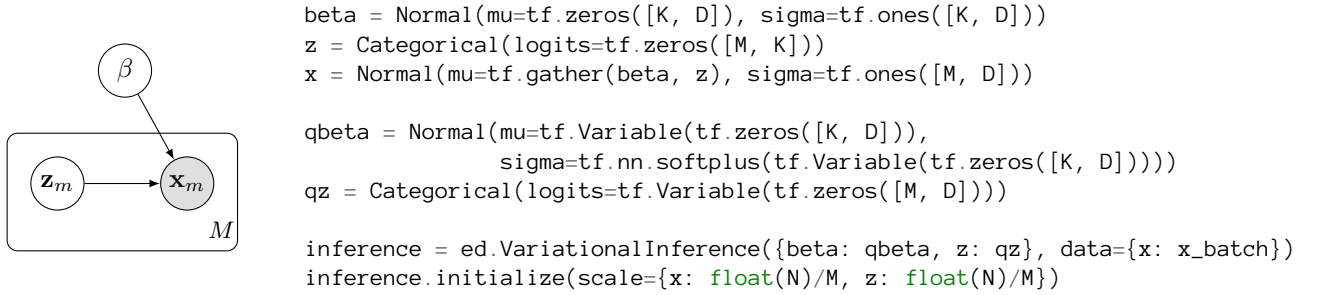 β
z_m
x_m
M
beta = Normal(mu=tf.zeros([K, D]), sigma=tf.ones([K, D]))
z = Categorical(logits=tf.zeros([M, K]))
x = Normal(mu=tf.gather(beta, z), sigma=tf.ones([M, D]))
qbeta = Normal(mu=tf.Variable(tf.zeros([K, D])),
sigma=tf.nn.softplus(tf.Variable(tf.zeros([K, D]))))
qz = Categorical(logits=tf.Variable(tf.zeros([M, D])))
inference = ed.VariationalInference({beta: qbeta, z: qz}, data={x: x_batch})
inference.initialize(scale={x: float(N)/M, z: float(N)/M})